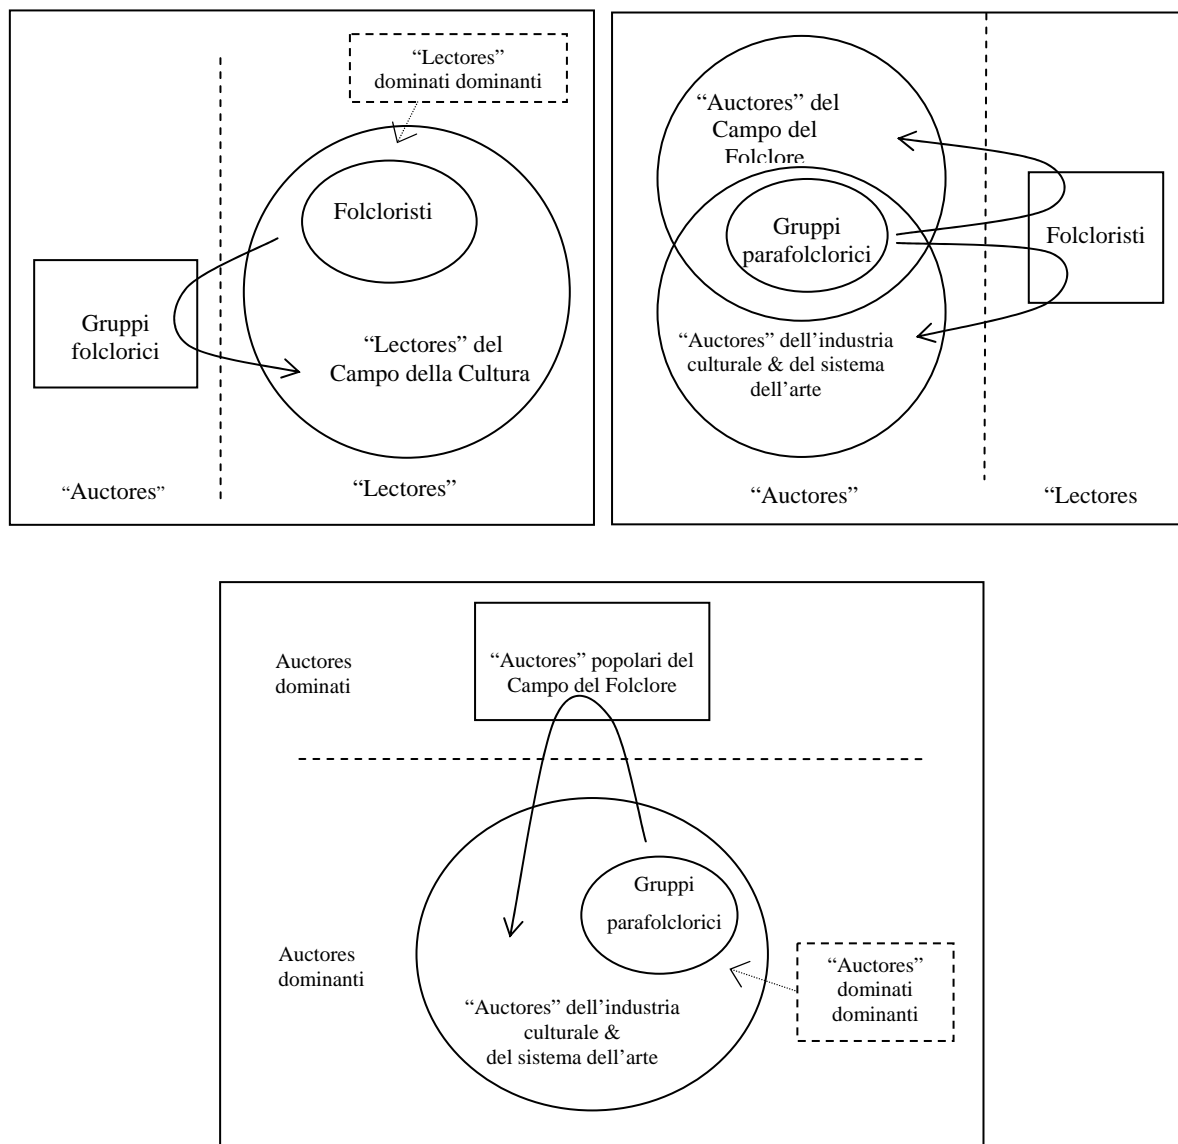 “Lectores”
dominati dominanti
Folcloristi
Gruppi
folclorici
“Lectores” del
Campo della Cultura
“Auctores”
“Lectores”
“Auctores” del
Campo del
Folclore
Gruppi
parafolclorici
Folcloristi
“Auctores” dell’industria
culturale & del sistema
dell’arte
“Auctores”
“Lectores
Auctores
dominati
“Auctores” popolari del
Campo del Folclore
Gruppi
parafolclorici
Auctores
dominanti
“Auctores”
dominati
dominanti
“Auctores” dell’industria
culturale &
del sistema dell’arte